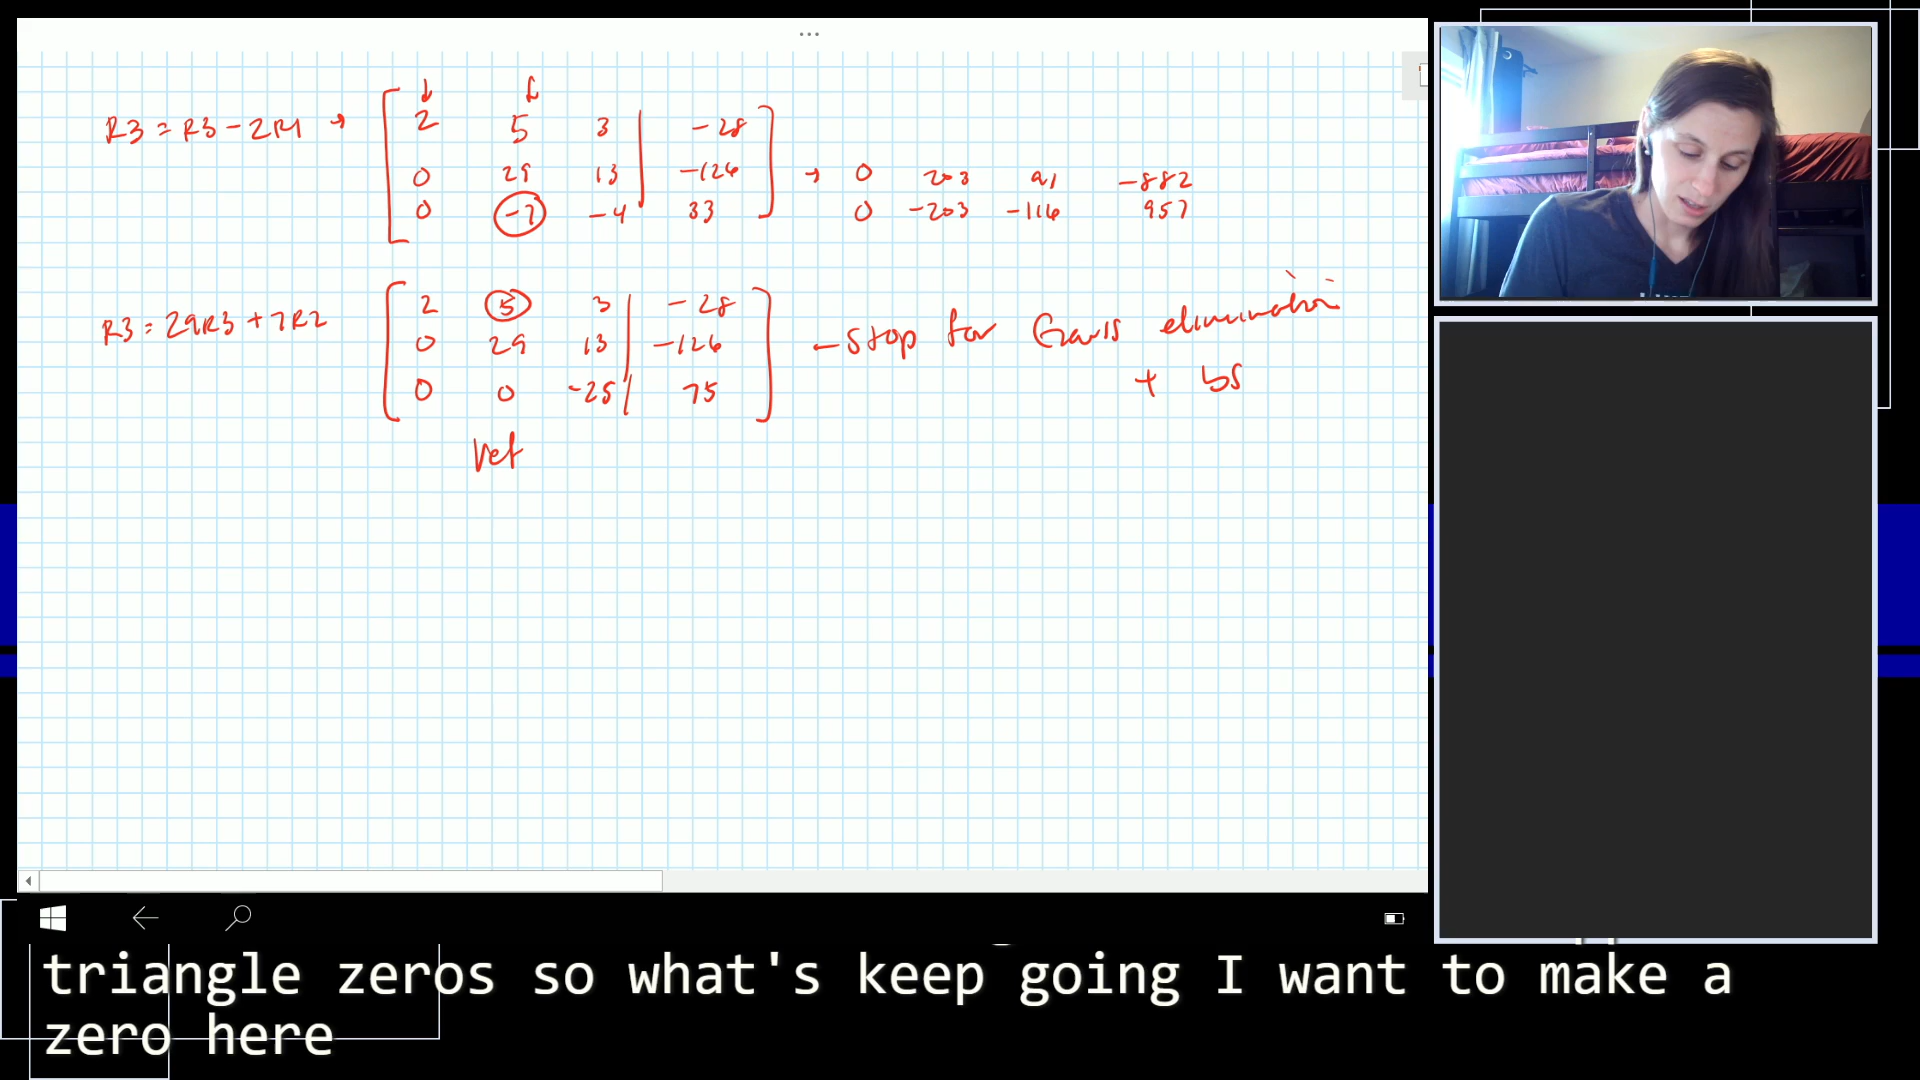 R3 = R3 - 2R1 → [ 2 5 3 | -28 ]
0 29 13 | -126 → 0 203 91 -882
0 -7 -4 33 0 -203 -116 957
R3 = 29R3 + 7R2 [ 2 5 3 | -28 ]
0 29 13 | -126 ← stop for Gauss elimination
0 0 -25 | 75 + bs
triangle zeros so what's keep going I want to make a
zero here